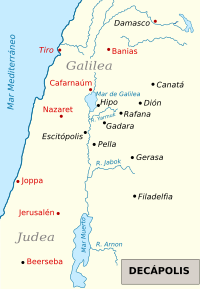 Damasco
Mar Mediterráneo
Tiro
Banias
Galilea
Cafarnaúm
Canatá
Mar de Galilea
Hipo
Dión
Nazaret
R. Yarmuk
Rafana
Gadara
Escitópolis
Pella
Gerasa
R. Jabok
Joppa
Filadelfia
Jerusalén
Judea
Mar Muerto
R. Arnon
Beerseba
DECÁPOLIS